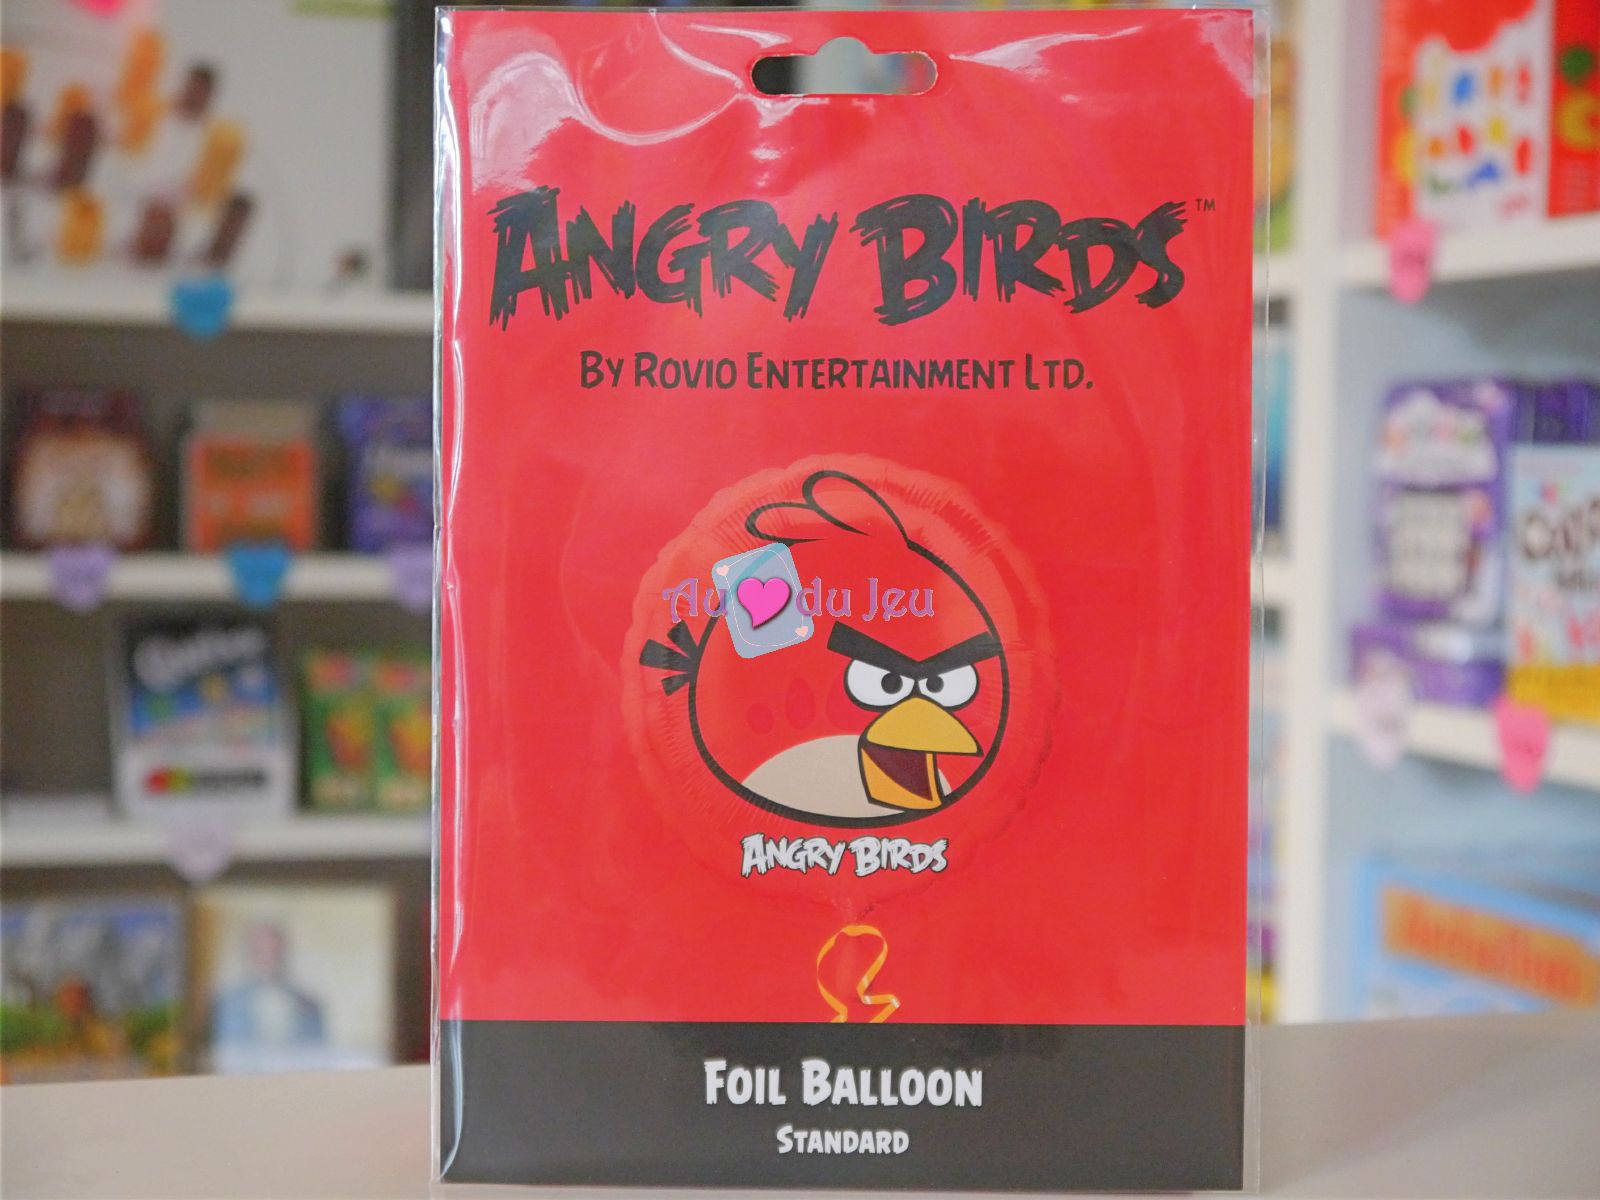 ANGRY BIRDS™
BY ROVIO ENTERTAINMENT LTD.
Au du Jeu
ANGRY BIRDS
FOIL BALLOON
STANDARD